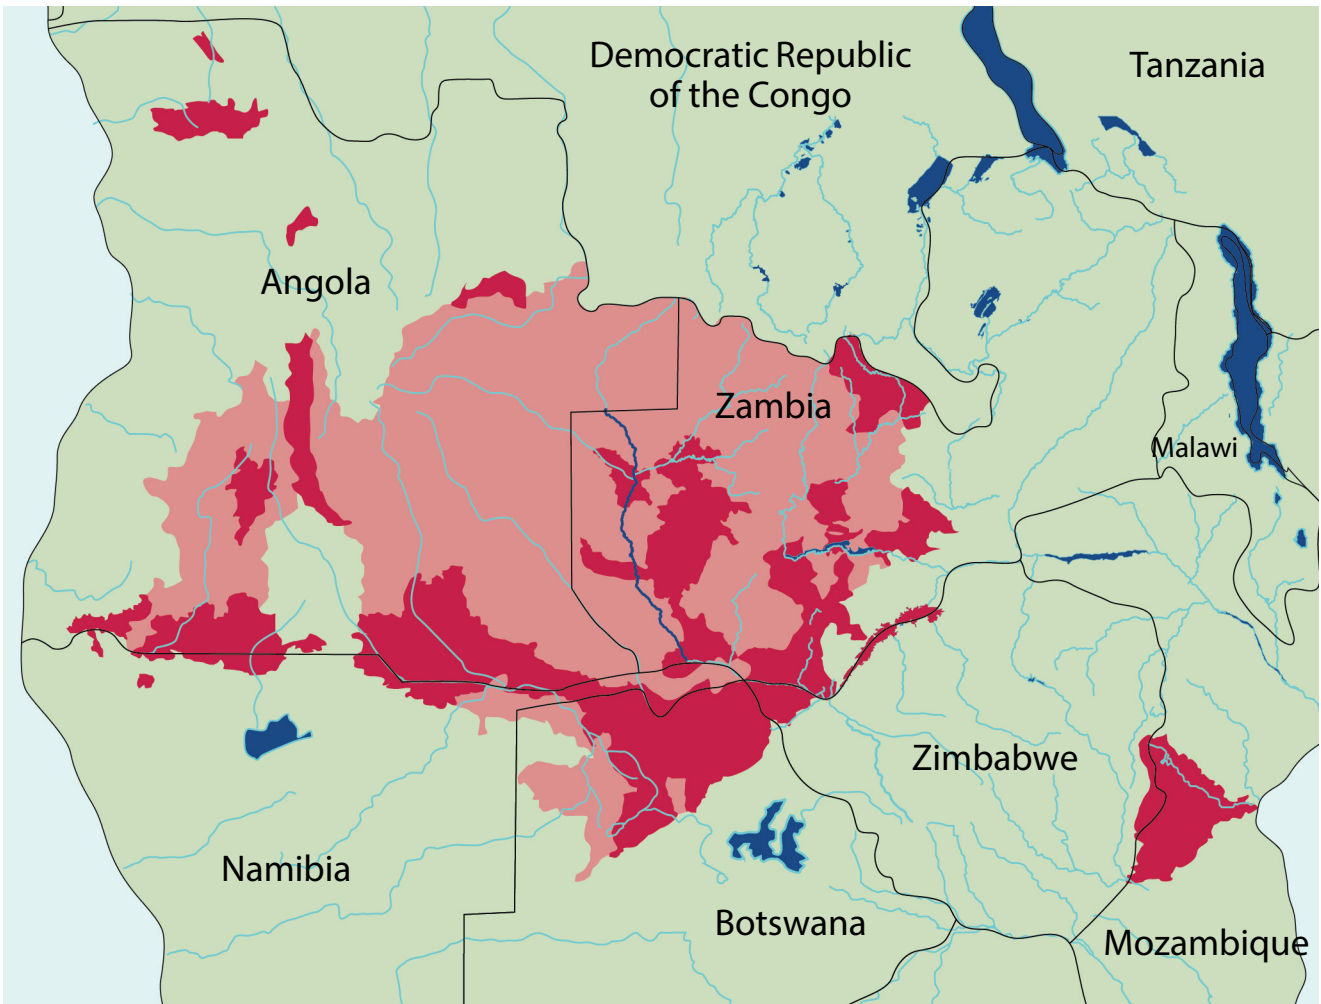 Democratic Republic
of the Congo
Tanzania
Angola
Zambia
Malawi
Zimbabwe
Namibia
Botswana
Mozambique